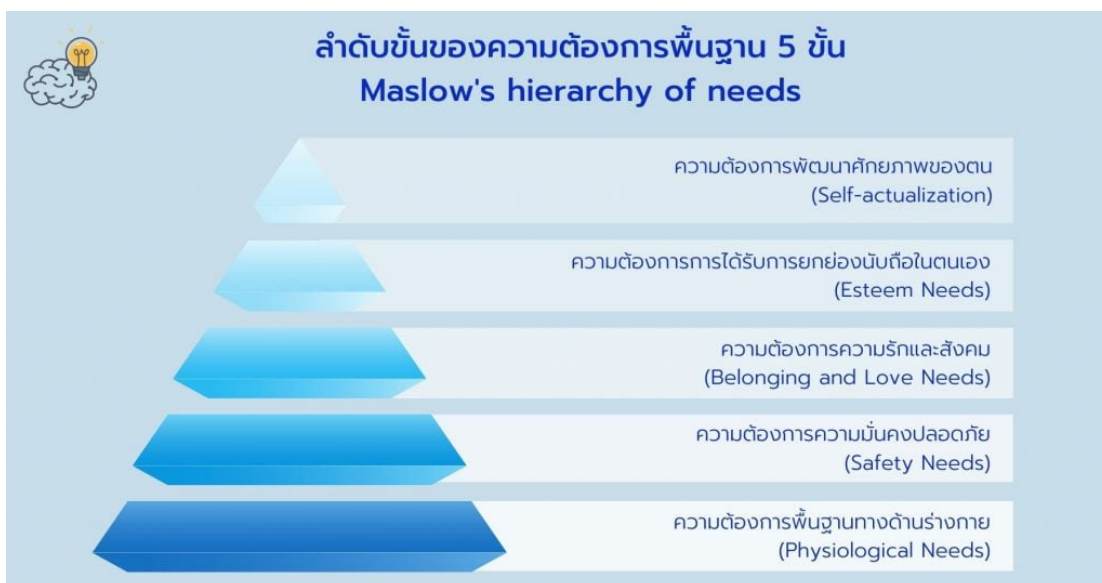 ลำดับขั้นของความต้องการพื้นฐาน 5 ขั้น
Maslow's hierarchy of needs
ความต้องการพัฒนาศักยภาพของตน
(Self-actualization)
ความต้องการการได้รับการยกย่องนับถือในตนเอง
(Esteem Needs)
ความต้องการความรักและสังคม
(Belonging and Love Needs)
ความต้องการความมั่นคงปลอดภัย
(Safety Needs)
ความต้องการพื้นฐานทางด้านร่างกาย
(Physiological Needs)